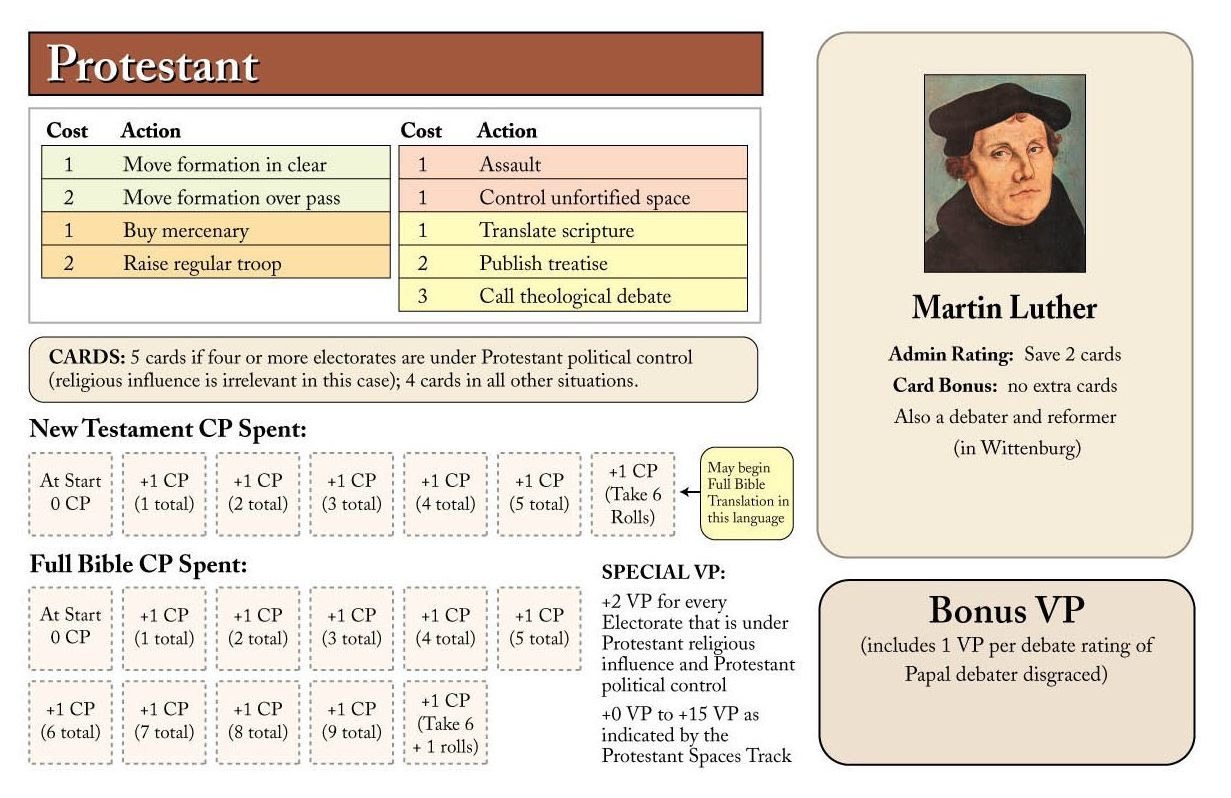 Protestant
Cost Action
1 Move formation in clear
2 Move formation over pass
1 Buy mercenary
2 Raise regular troop
Cost Action
1 Assault
1 Control unfortified space
1 Translate scripture
2 Publish treatise
3 Call theological debate
CARDS: 5 cards if four or more electorates are under Protestant political control
(religious influence is irrelevant in this case); 4 cards in all other situations.
New Testament CP Spent:
At Start
0 CP
+1 CP
(1 total)
+1 CP
(2 total)
+1 CP
(3 total)
+1 CP
(4 total)
+1 CP
(5 total)
+1 CP
(Take 6
Rolls)
May begin
Full Bible
Translation in
this language
Full Bible CP Spent:
At Start
0 CP
+1 CP
(1 total)
+1 CP
(2 total)
+1 CP
(3 total)
+1 CP
(4 total)
+1 CP
(5 total)
+1 CP
(6 total)
+1 CP
(7 total)
+1 CP
(8 total)
+1 CP
(9 total)
+1 CP
(Take 6
+ 1 rolls)
SPECIAL VP:
+2 VP for every
Electorate that is under
Protestant religious
influence and Protestant
political control
+0 VP to +15 VP as
indicated by the
Protestant Spaces Track
Martin Luther
Admin Rating: Save 2 cards
Card Bonus: no extra cards
Also a debater and reformer
(in Wittenburg)
Bonus VP
(includes 1 VP per debate rating of
Papal debater disgraced)